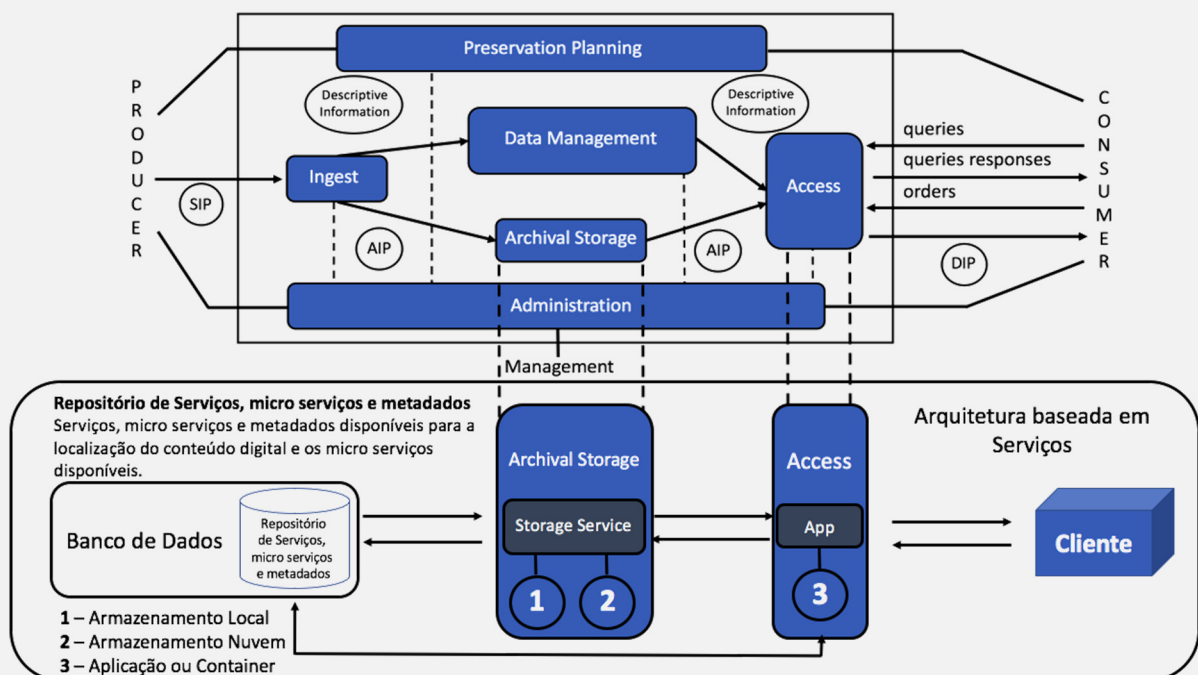 Preservation Planning
PRODUCER
Descriptive
Information
Descriptive
Information
CONSUMER
Data Management
queries
Ingest
Access
queries responses
SIP
orders
Archival Storage
AIP
AIP
DIP
Administration
Management
Repositório de Serviços, micro serviços e metadados
Serviços, micro serviços e metadados disponíveis para a
localização do conteúdo digital e os micro serviços
disponíveis.
Archival Storage
Access
Arquitetura baseada em
Serviços
Banco de Dados
Repositório
de Serviços,
micro serviços
e metadados
Storage Service
App
Cliente
1
2
3
1 – Armazenamento Local
2 – Armazenamento Nuvem
3 – Aplicação ou Container